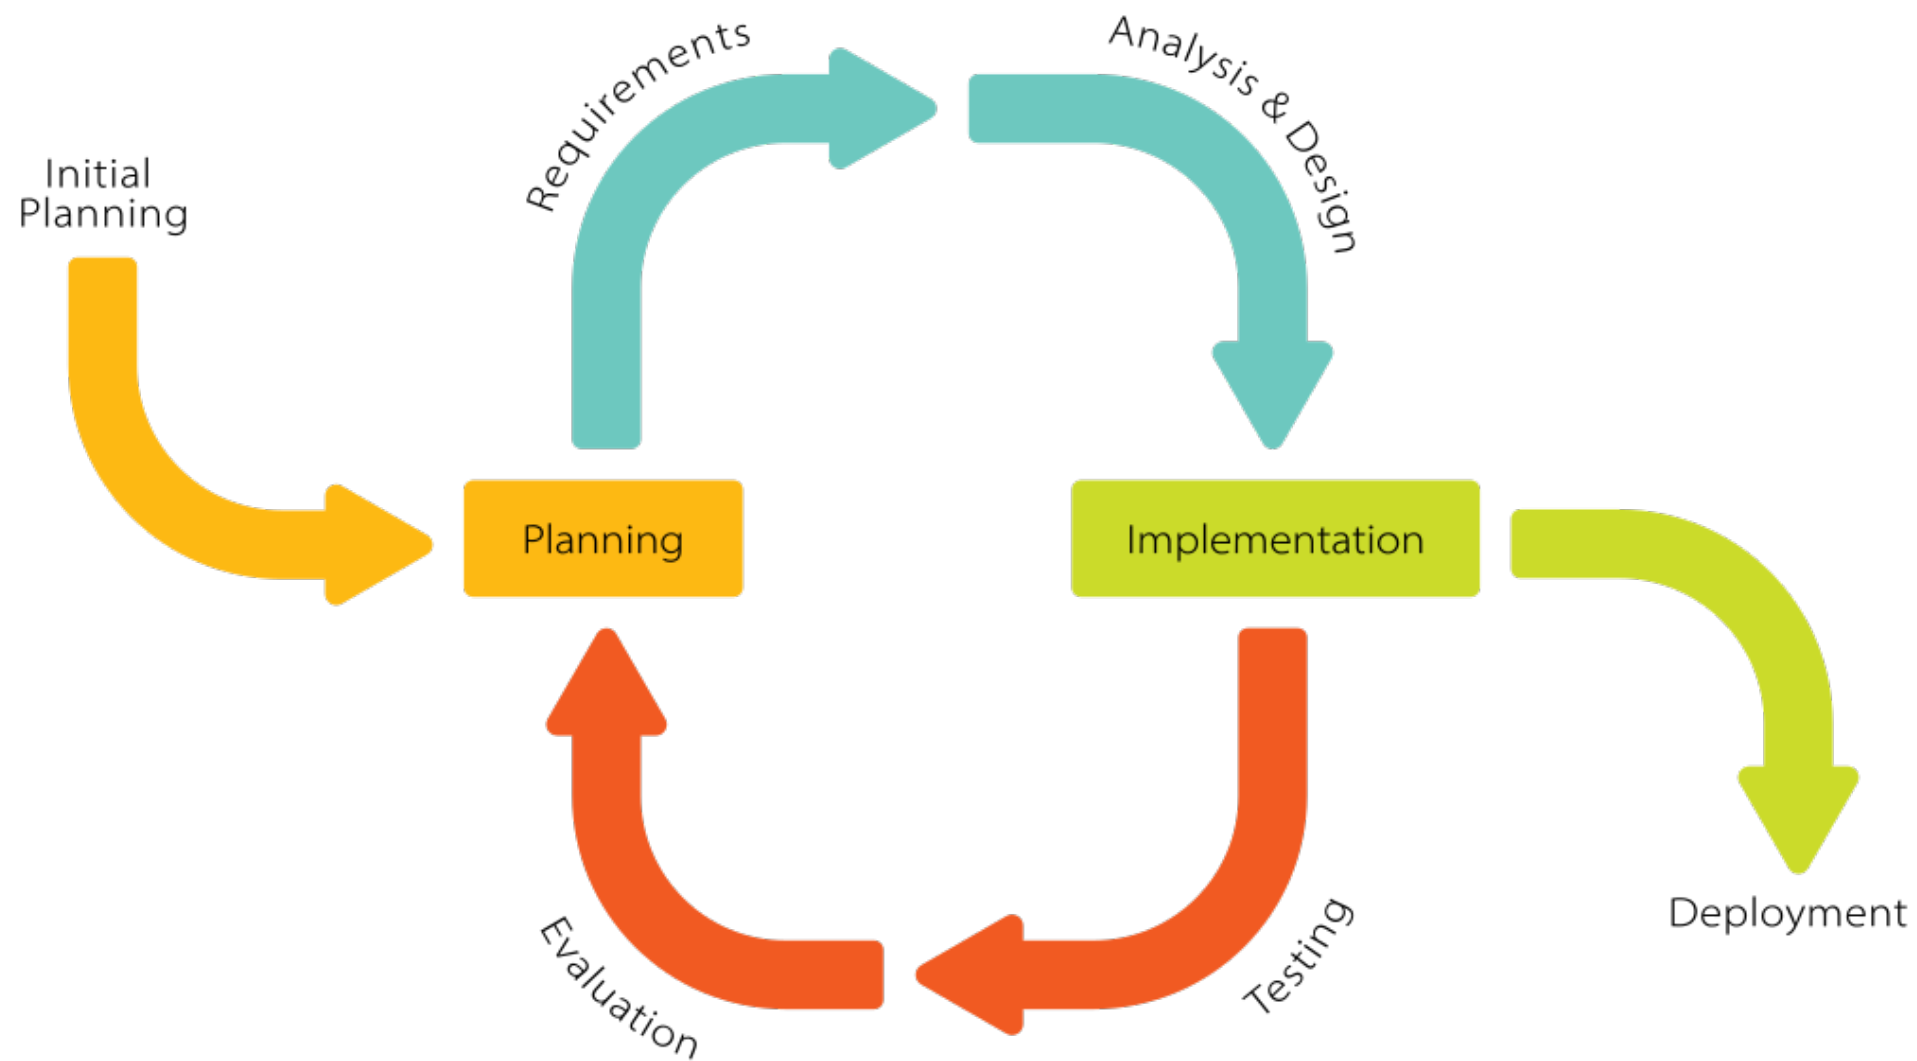 Initial
Planning
Requirements
Analysis & Design
Planning
Implementation
Testing
Evaluation
Deployment